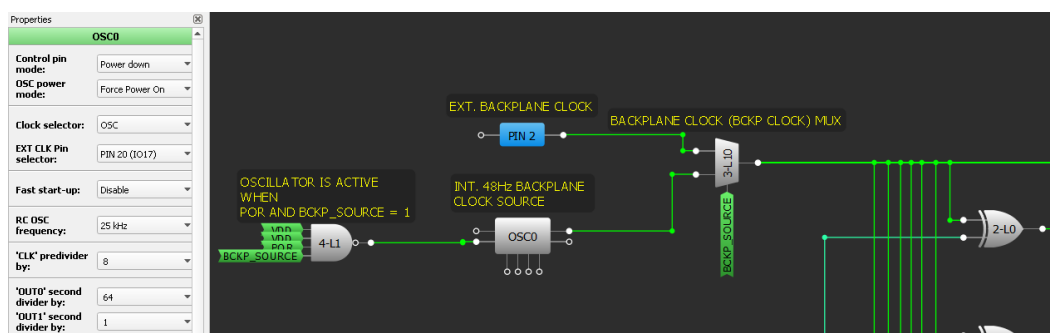 Properties
OSC0
Control pin
mode:
Power down
OSC power
mode:
Force Power On
Clock selector:
OSC
EXT CLK Pin
selector:
PIN 20 (IO17)
Fast start-up:
Disable
RC OSC
frequency:
25 kHz
'CLK' predivider
by:
8
'OUT0' second
divider by:
64
'OUT1' second
divider by:
1
EXT. BACKPLANE CLOCK
PIN 2
BACKPLANE CLOCK (BCKP CLOCK) MUX
3-L10
BCKP_SOURCE
OSCILLATOR IS ACTIVE
WHEN
POR AND BCKP_SOURCE = 1
VDD
VDD
POR
BCKP_SOURCE
4-L1
INT. 48Hz BACKPLANE
CLOCK SOURCE
OSC0
2-L0